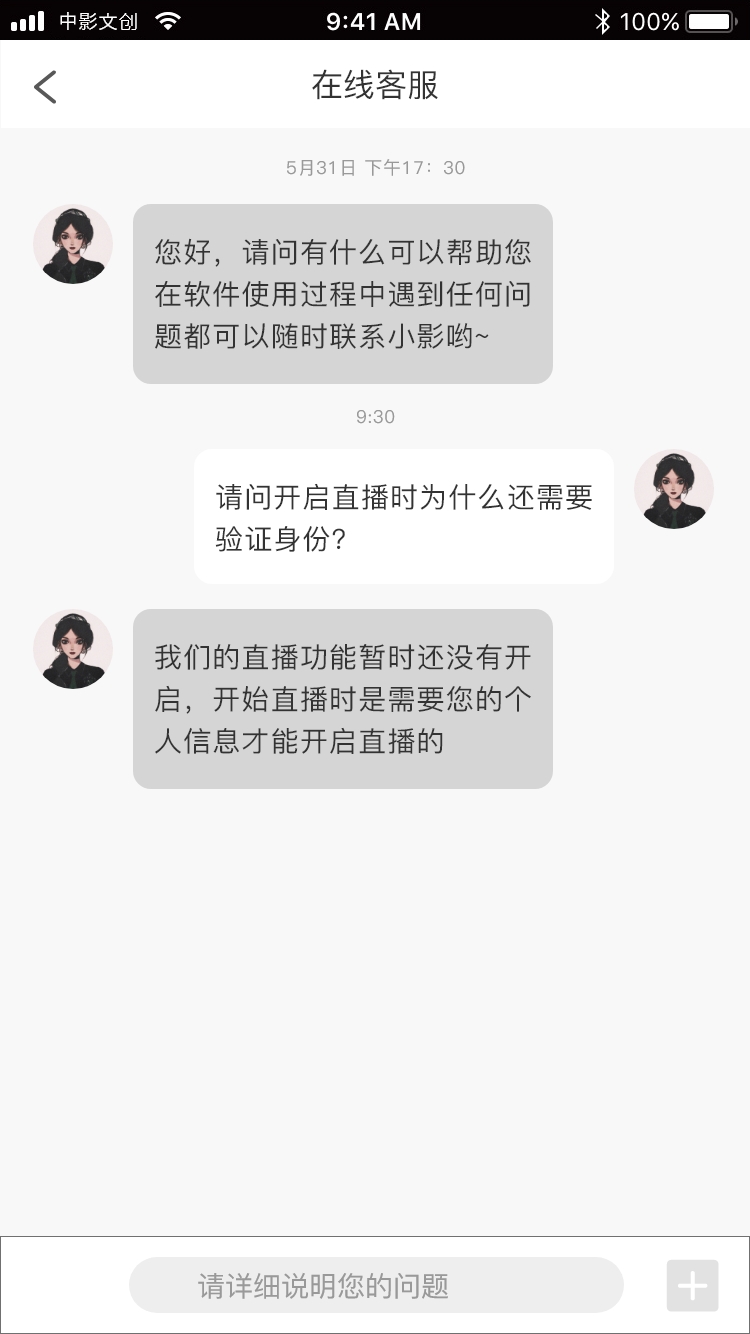 中影文创 9:41 AM 100%
在线客服
5月31日 下午17：30
您好，请问有什么可以帮助您
在软件使用过程中遇到任何问
题都可以随时联系小影哟~
9:30
请问开启直播时为什么还需要
验证身份？
我们的直播功能暂时还没有开
启，开始直播时是需要您的个
人信息才能开启直播的
请详细说明您的问题